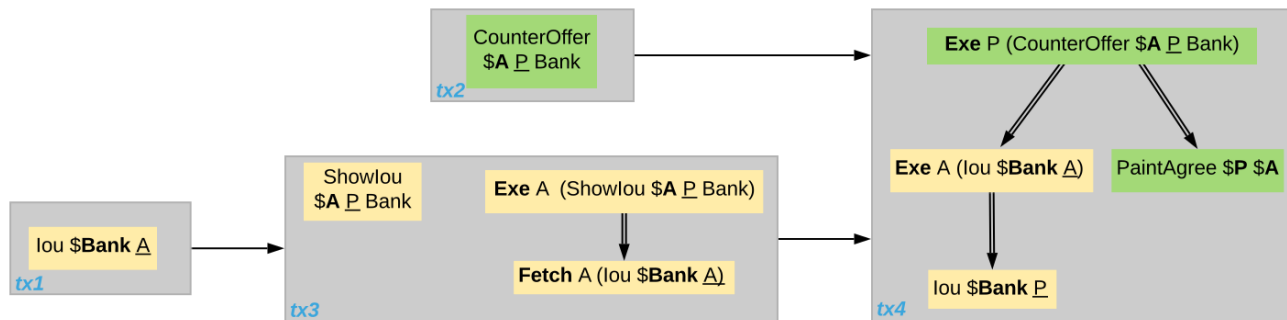 CounterOffer
$A P Bank
tx2
Exe P (CounterOffer $A P Bank)
Exe A (Iou $Bank A)
PaintAgree $P $A
Iou $Bank P
tx4
ShowIou
$A P Bank
Exe A (ShowIou $A P Bank)
Fetch A (Iou $Bank A)
tx3
Iou $Bank A
tx1